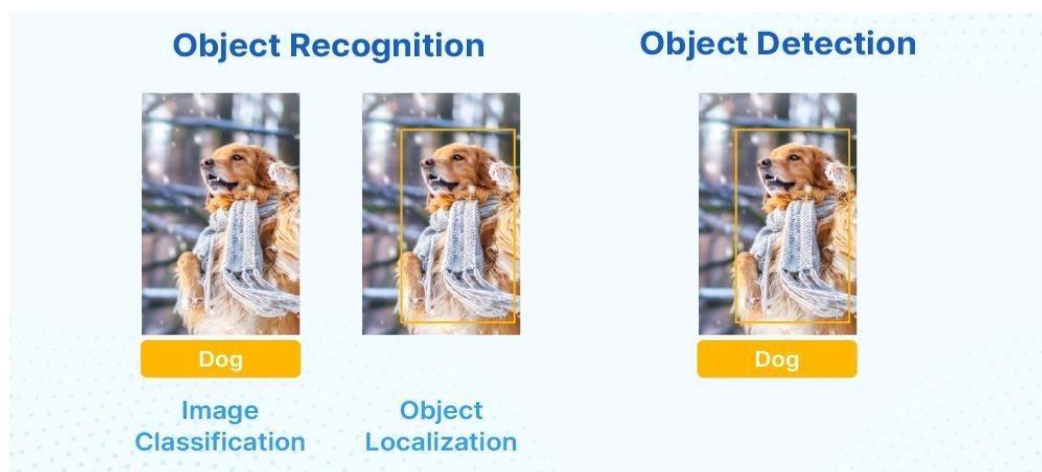 Object Recognition
Object Detection
Dog
Dog
Image
Classification
Object
Localization